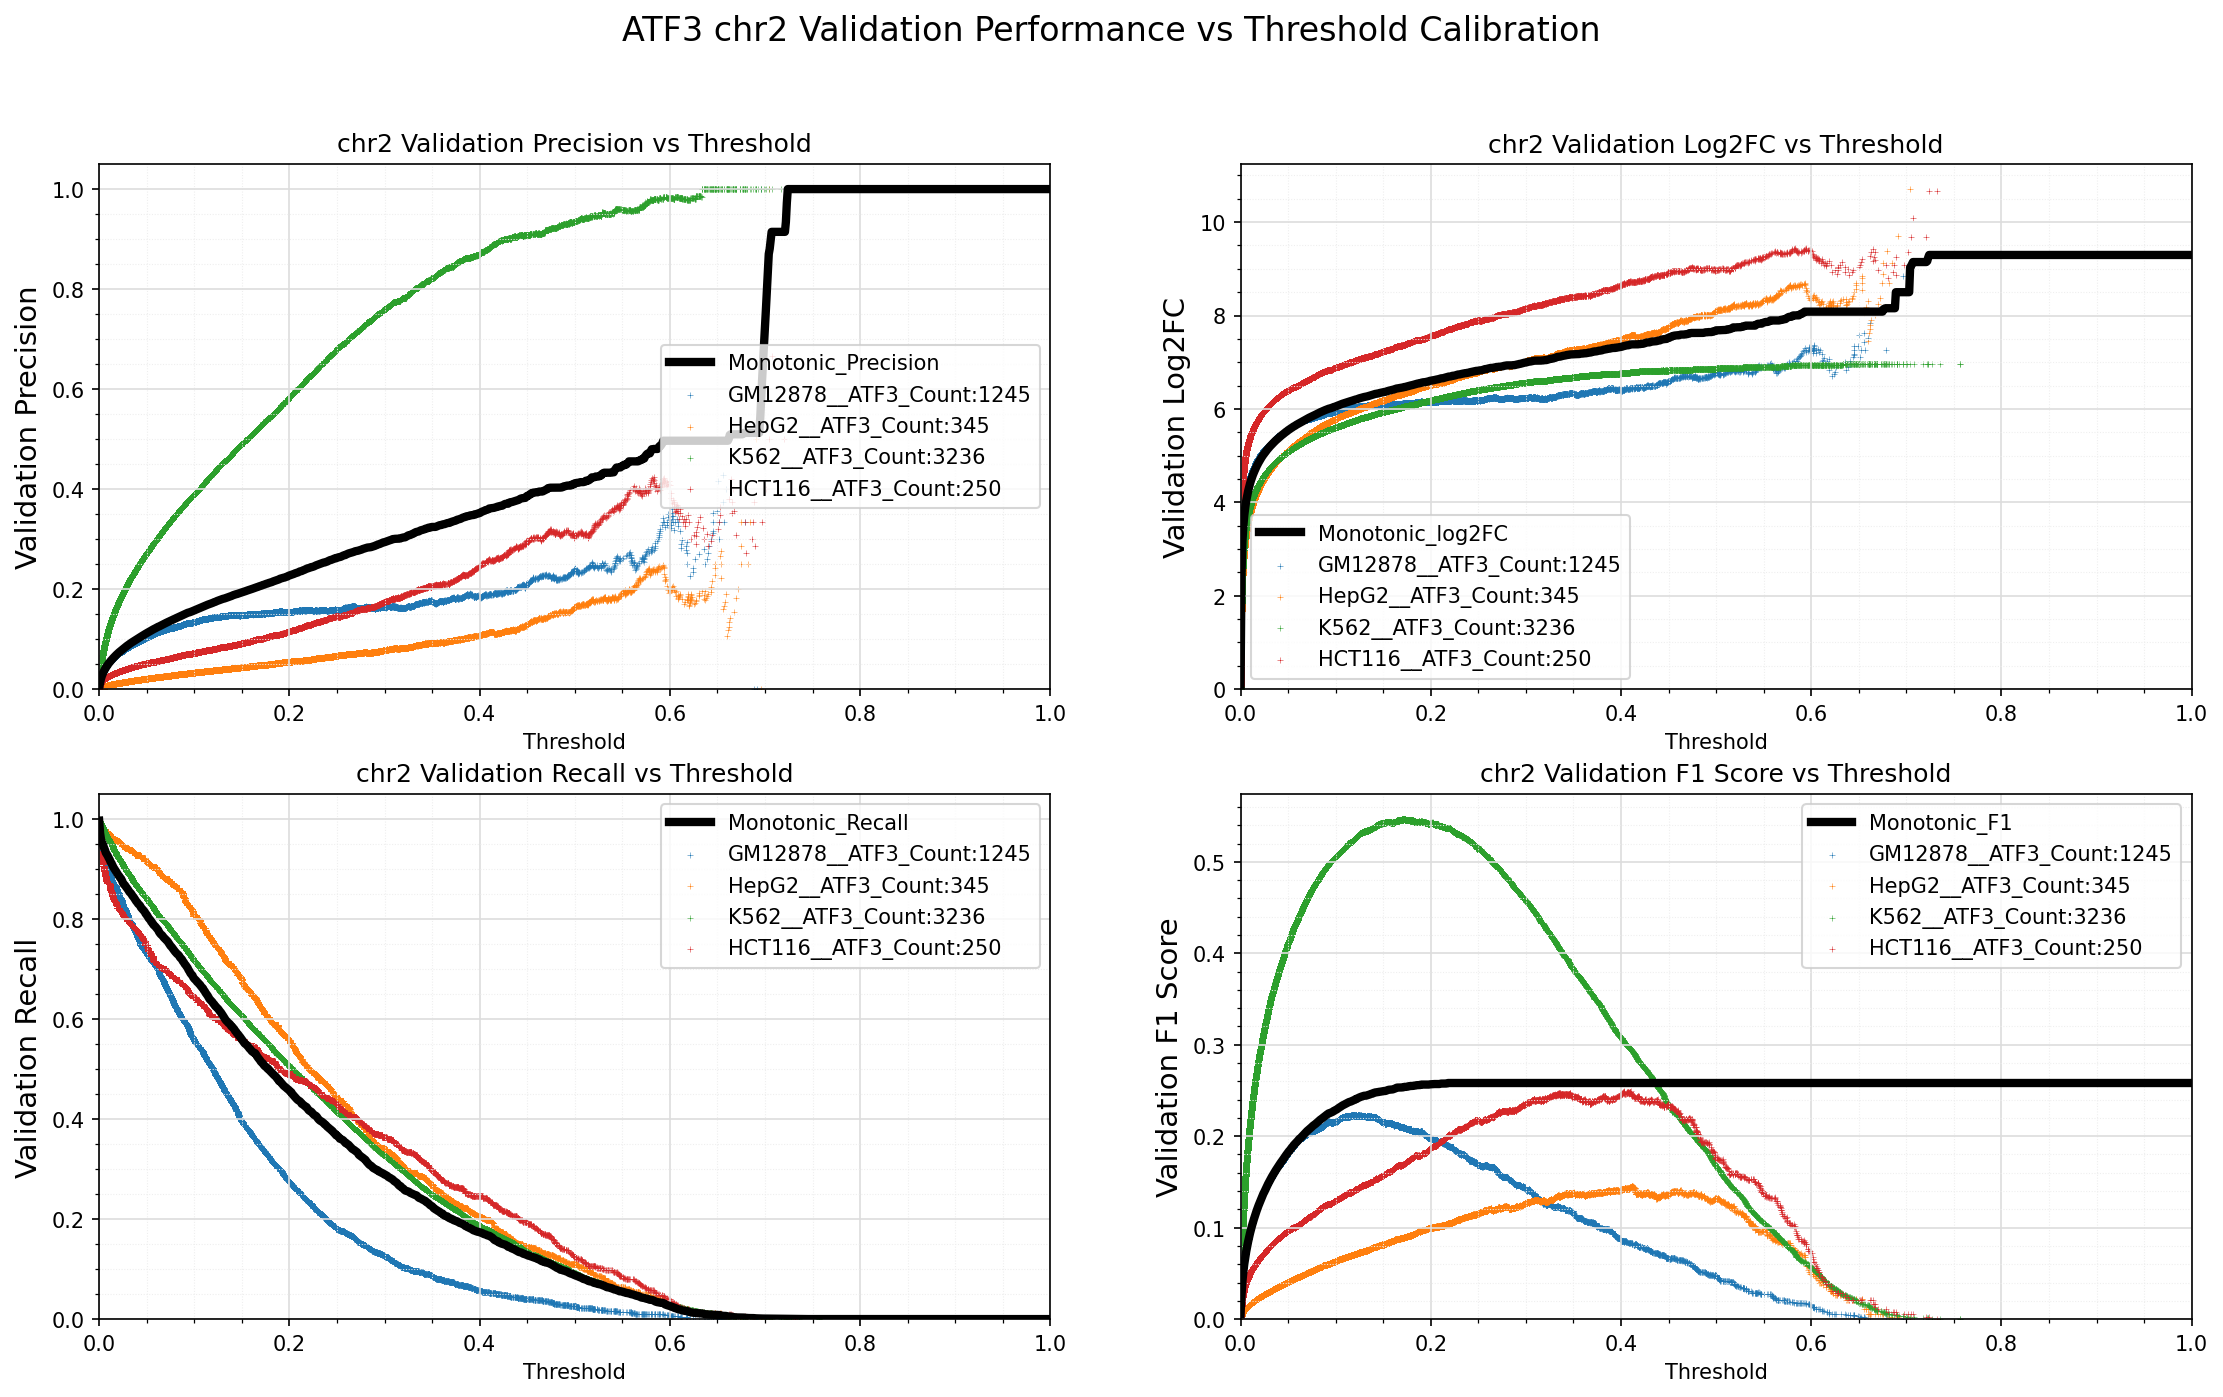 ATF3 chr2 Validation Performance vs Threshold Calibration
chr2 Validation Precision vs Threshold
Validation Precision
1.0
0.8
0.6
0.4
0.2
0.0
0.0 0.2 0.4 0.6 0.8 1.0
Threshold
Monotonic_Precision
GM12878__ATF3_Count:1245
HepG2__ATF3_Count:345
K562__ATF3_Count:3236
HCT116__ATF3_Count:250
chr2 Validation Log2FC vs Threshold
Validation Log2FC
10
8
6
4
2
0
0.0 0.2 0.4 0.6 0.8 1.0
Threshold
Monotonic_log2FC
GM12878__ATF3_Count:1245
HepG2__ATF3_Count:345
K562__ATF3_Count:3236
HCT116__ATF3_Count:250
chr2 Validation Recall vs Threshold
Validation Recall
1.0
0.8
0.6
0.4
0.2
0.0
0.0 0.2 0.4 0.6 0.8 1.0
Threshold
Monotonic_Recall
GM12878__ATF3_Count:1245
HepG2__ATF3_Count:345
K562__ATF3_Count:3236
HCT116__ATF3_Count:250
chr2 Validation F1 Score vs Threshold
Validation F1 Score
0.5
0.4
0.3
0.2
0.1
0.0
0.0 0.2 0.4 0.6 0.8 1.0
Threshold
Monotonic_F1
GM12878__ATF3_Count:1245
HepG2__ATF3_Count:345
K562__ATF3_Count:3236
HCT116__ATF3_Count:250